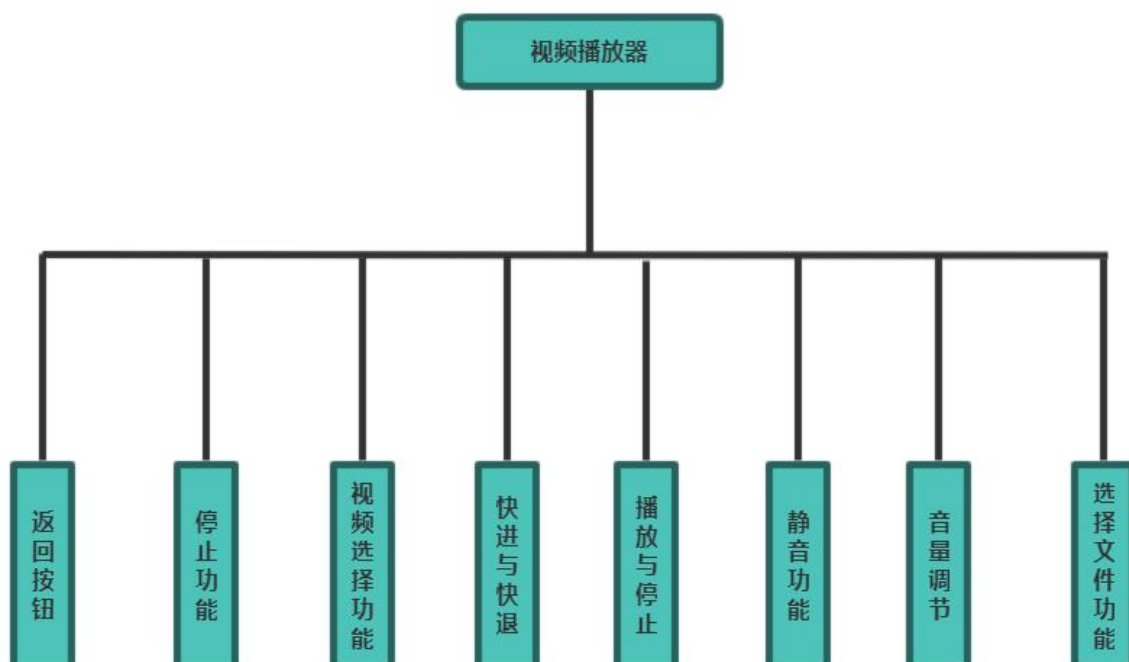 视频播放器
返回按钮
停止功能
视频选择功能
快进与快退
播放与停止
静音功能
音量调节
选择文件功能